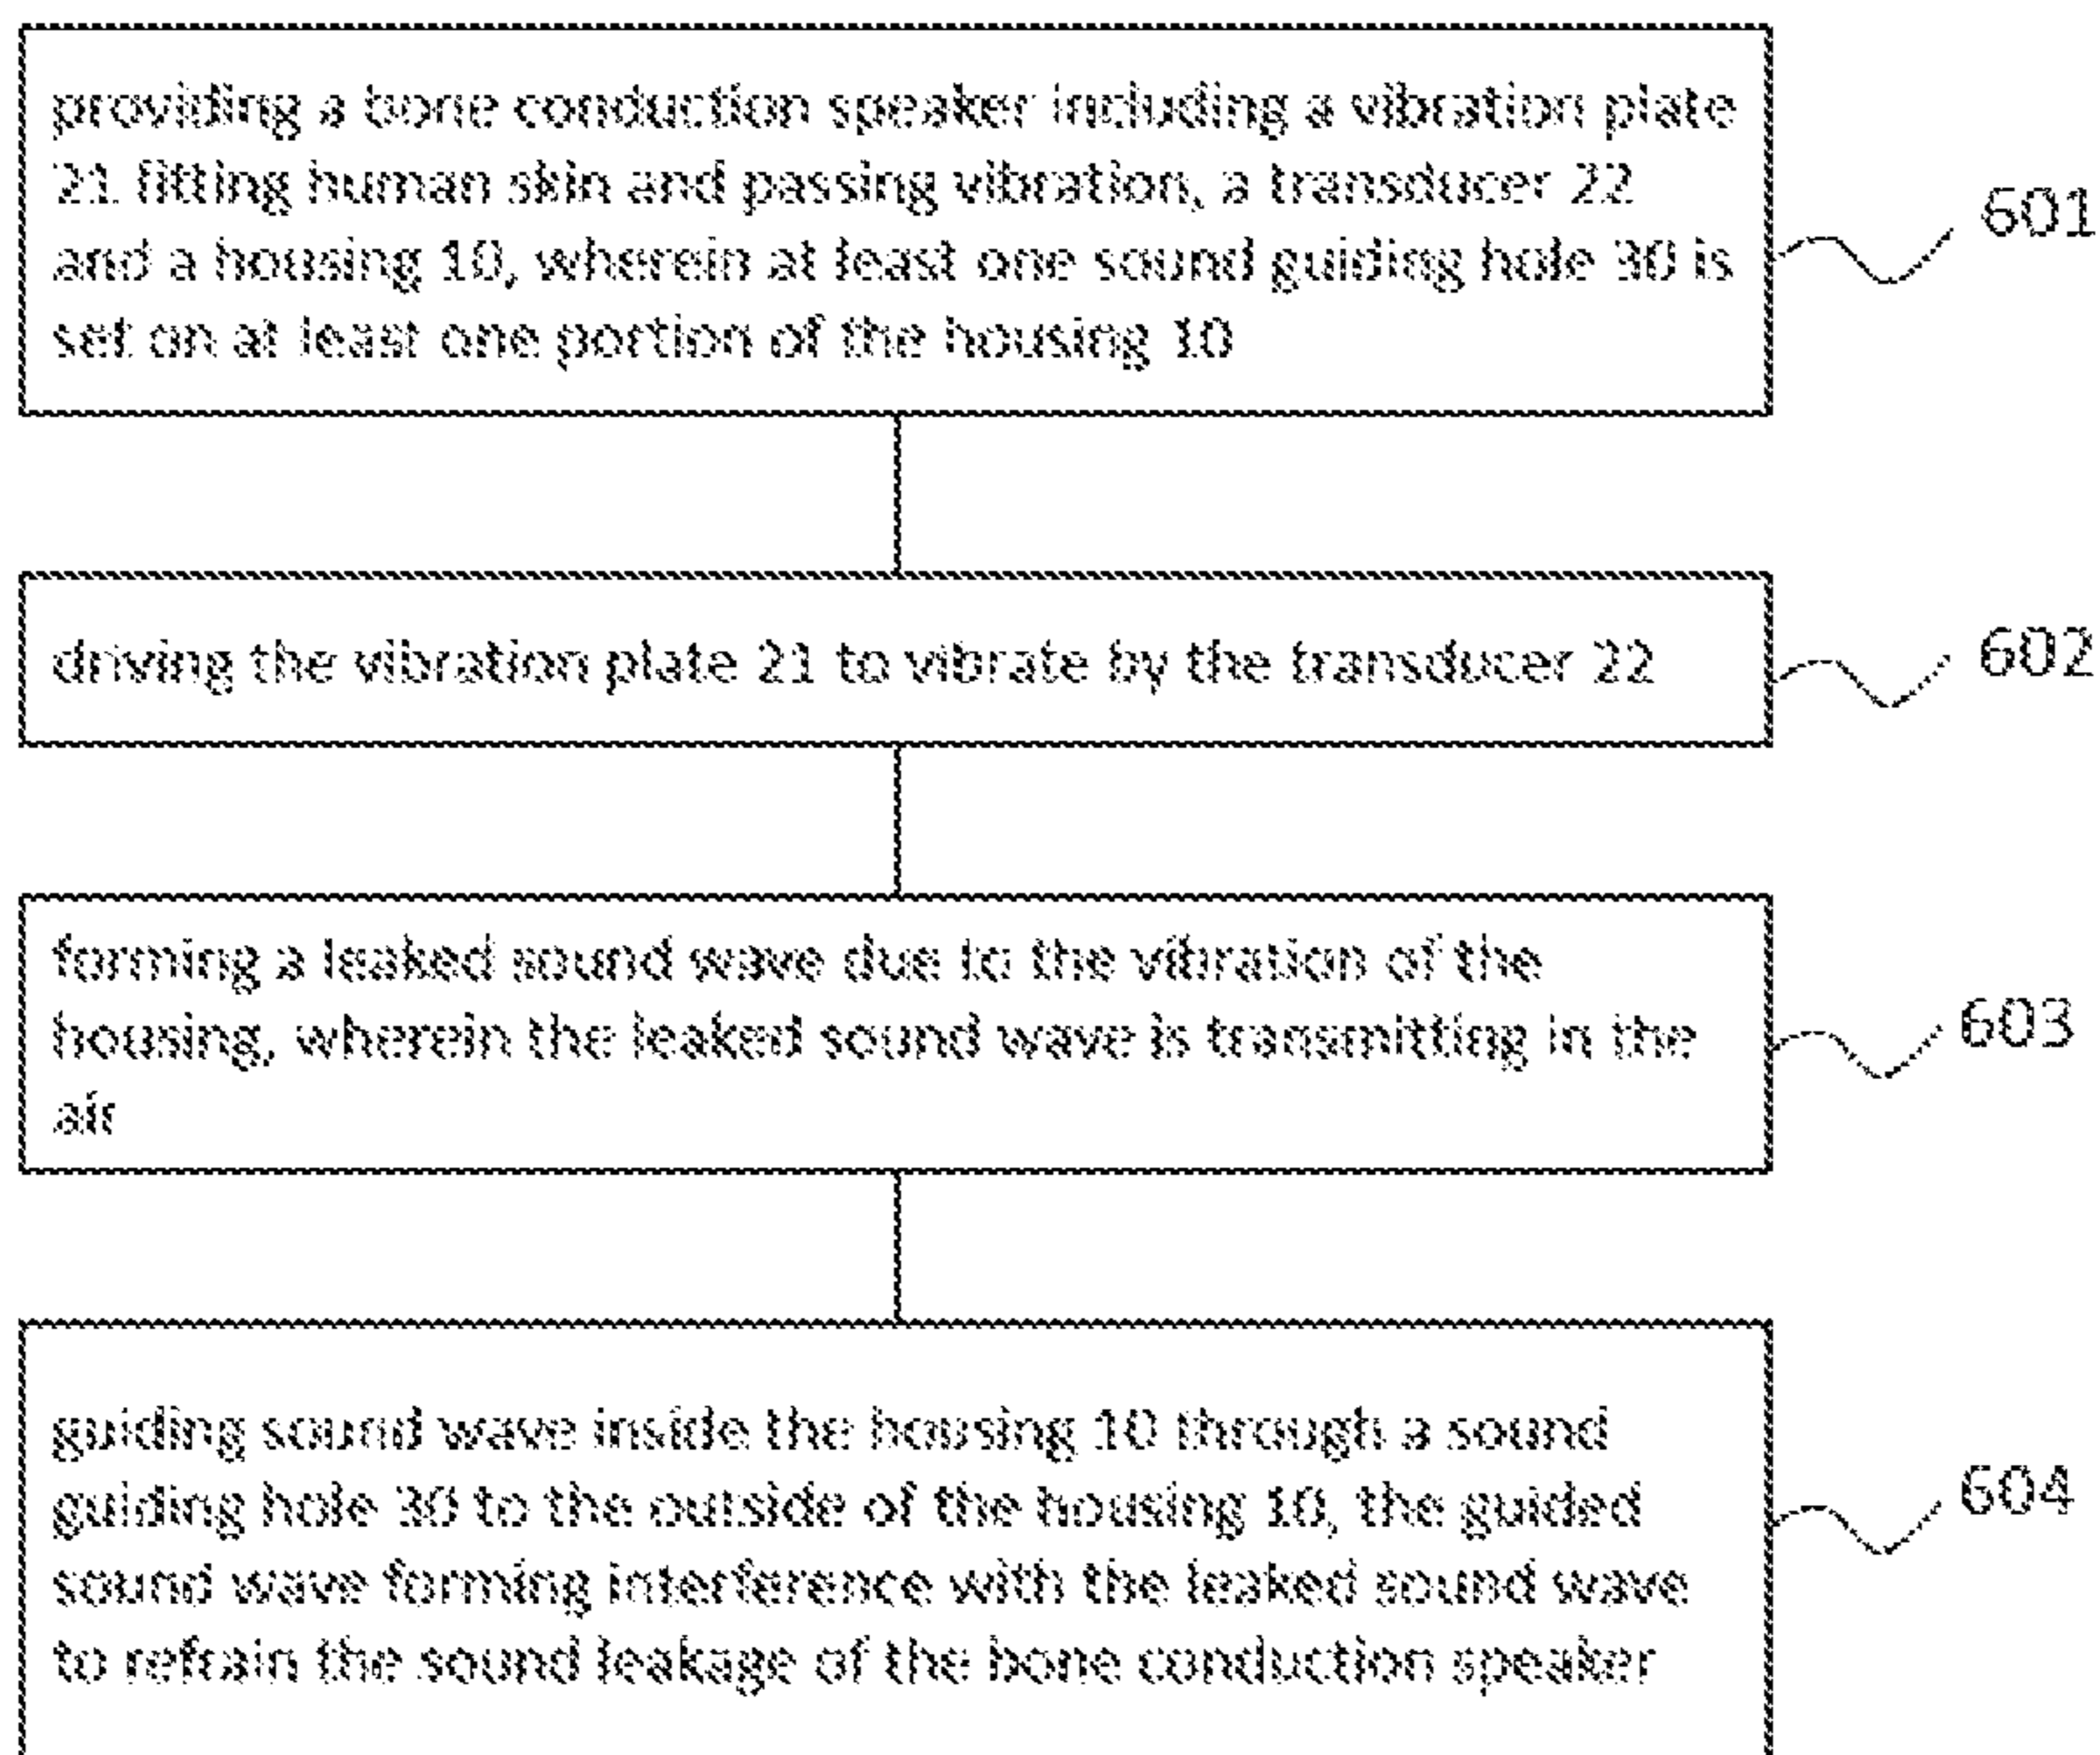 providing a bone conduction speaker including a vibration plate
21 fitting human skin and passing vibration, a transducer 22
and a housing 10, wherein at least one sound guiding hole 30 is
set on at least one portion of the housing 10
601
driving the vibration plate 21 to vibrate by the transducer 22
602
forming a leaked sound wave due to the vibration of the
housing, wherein the leaked sound wave is transmitting in the
air
603
guiding sound wave inside the housing 10 through a sound
guiding hole 30 to the outside of the housing 10, the guided
sound wave forming interference with the leaked sound wave
to refrain the sound leakage of the bone conduction speaker
604